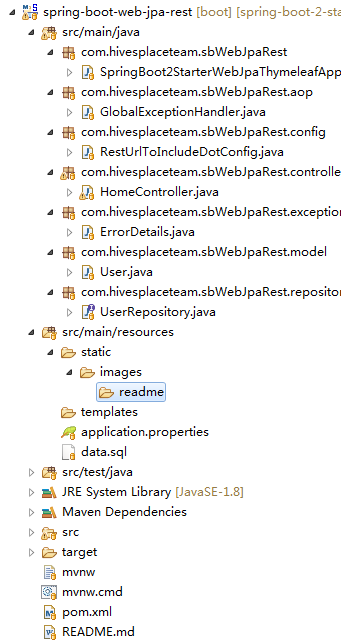 spring-boot-web-jpa-rest [boot] [spring-boot-2-sta
src/main/java
com.hivesplaceteam.sbWebJpaRest
SpringBoot2StarterWebJpaThymeleafApp
com.hivesplaceteam.sbWebJpaRest.aop
GlobalExceptionHandler.java
com.hivesplaceteam.sbWebJpaRest.config
RestUrlToIncludeDotConfig.java
com.hivesplaceteam.sbWebJpaRest.controlle
HomeController.java
com.hivesplaceteam.sbWebJpaRest.exception
ErrorDetails.java
com.hivesplaceteam.sbWebJpaRest.model
User.java
com.hivesplaceteam.sbWebJpaRest.repositor
UserRepository.java
src/main/resources
static
images
readme
templates
application.properties
data.sql
src/test/java
JRE System Library [JavaSE-1.8]
Maven Dependencies
src
target
mvnw
mvnw.cmd
pom.xml
README.md